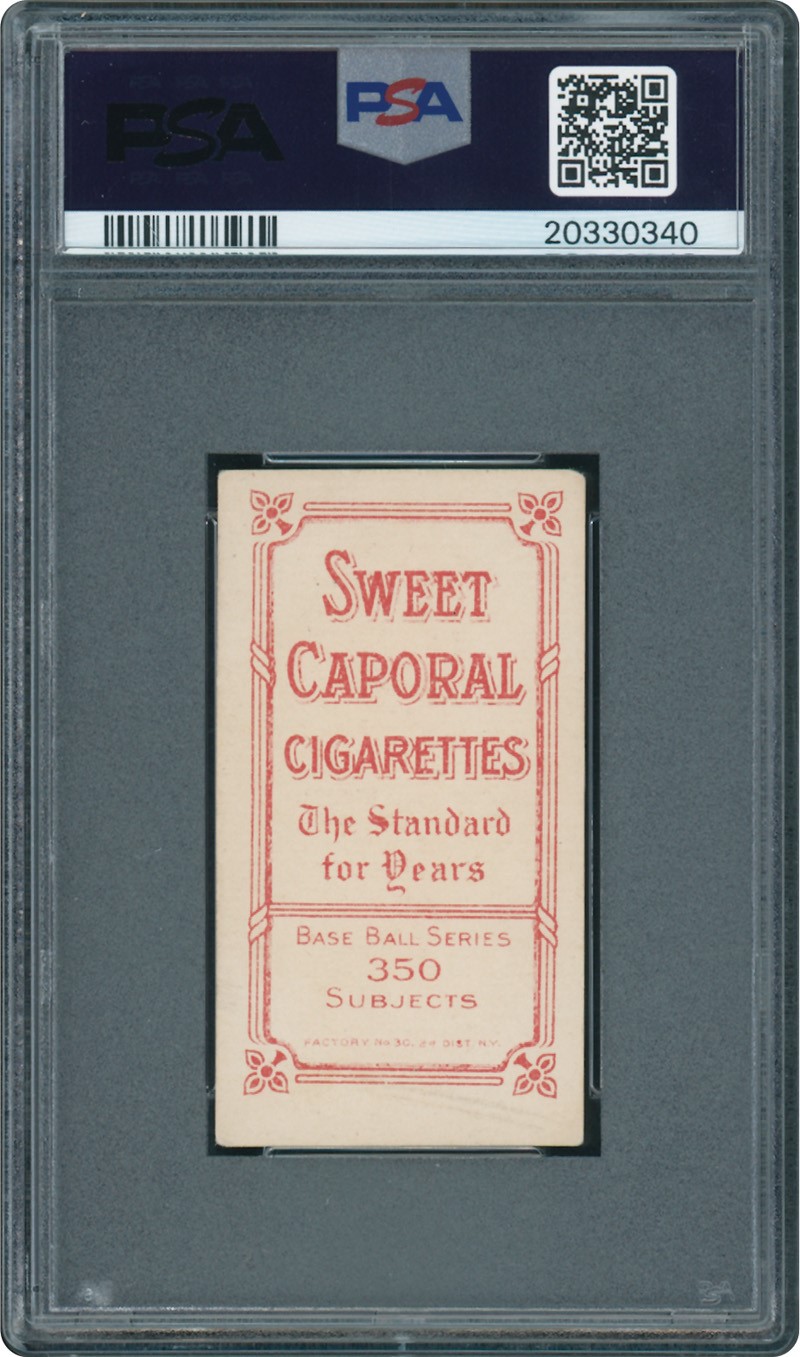 PSA
PSA
20330340
SWEET
CAPORAL
CIGARETTES
The Standard
for Years
BASE BALL SERIES
350
SUBJECTS
FACTORY No 30, 2d DIST. N.Y.